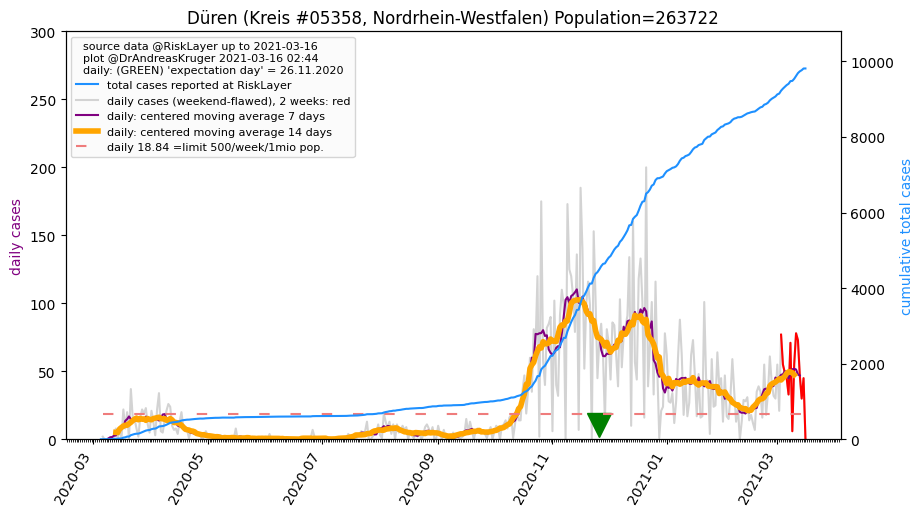 Düren (Kreis #05358, Nordrhein-Westfalen) Population=263722
source data @RiskLayer up to 2021-03-16
plot @DrAndreasKruger 2021-03-16 02:44
daily: (GREEN) 'expectation day' = 26.11.2020
total cases reported at RiskLayer
daily cases (weekend-flawed), 2 weeks: red
daily: centered moving average 7 days
daily: centered moving average 14 days
daily 18.84 =limit 500/week/1mio pop.
300
250
200
150
100
50
0
daily cases
10000
8000
6000
4000
2000
0
cumulative total cases
2020-03
2020-05
2020-07
2020-09
2020-11
2021-01
2021-03